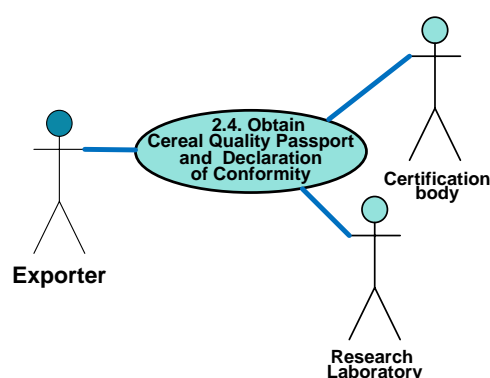 2.4. Obtain
Cereal Quality Passport
and Declaration
of Conformity
Certification
body
Exporter
Research
Laboratory